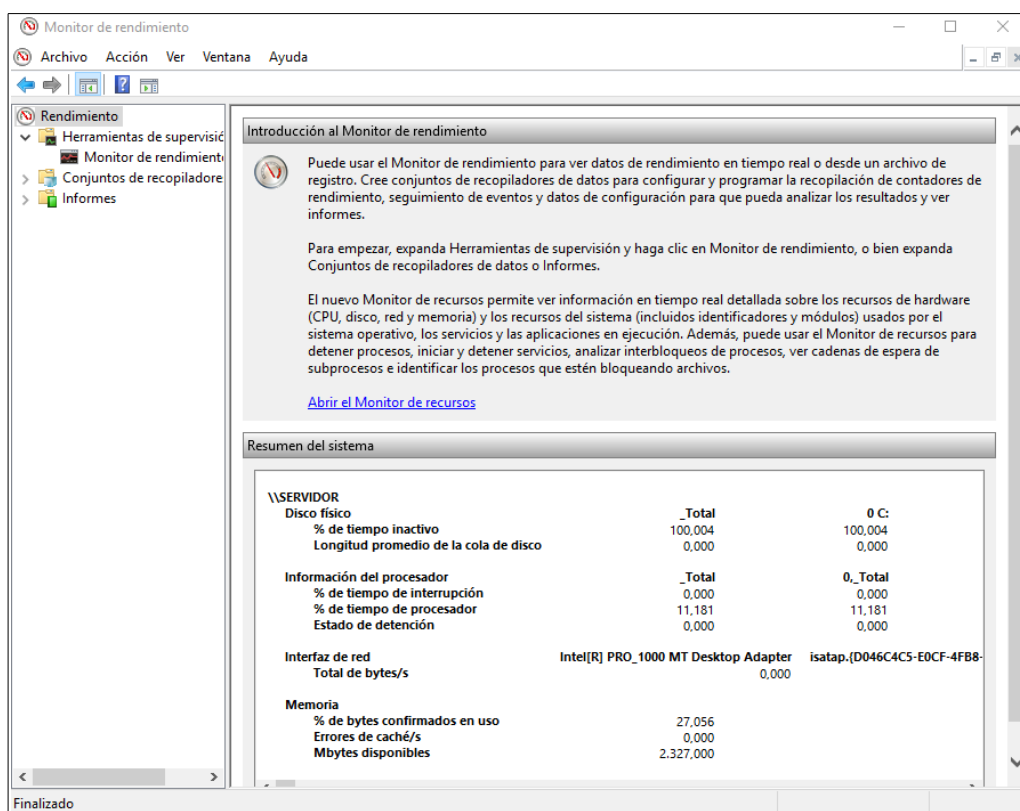 Monitor de rendimiento
Archivo Acción Ver Ventana Ayuda
Rendimiento
Herramientas de supervisió
Monitor de rendimient
Conjuntos de recopiladore
Informes
Introducción al Monitor de rendimiento
Puede usar el Monitor de rendimiento para ver datos de rendimiento en tiempo real o desde un archivo de
registro. Cree conjuntos de recopiladores de datos para configurar y programar la recopilación de contadores de
rendimiento, seguimiento de eventos y datos de configuración para que pueda analizar los resultados y ver
informes.
Para empezar, expanda Herramientas de supervisión y haga clic en Monitor de rendimiento, o bien expanda
Conjuntos de recopiladores de datos o Informes.
El nuevo Monitor de recursos permite ver información en tiempo real detallada sobre los recursos de hardware
(CPU, disco, red y memoria) y los recursos del sistema (incluidos identificadores y módulos) usados por el
sistema operativo, los servicios y las aplicaciones en ejecución. Además, puede usar el Monitor de recursos para
detener procesos, iniciar y detener servicios, analizar interbloqueos de procesos, ver cadenas de espera de
subprocesos e identificar los procesos que estén bloqueando archivos.
Abrir el Monitor de recursos
Resumen del sistema
\\SERVIDOR
Disco físico _Total 0 C:
% de tiempo inactivo 100,004 100,004
Longitud promedio de la cola de disco 0,000 0,000
Información del procesador _Total 0,_Total
% de tiempo de interrupción 0,000 0,000
% de tiempo de procesador 11,181 11,181
Estado de detención 0,000 0,000
Interfaz de red Intel[R] PRO_1000 MT Desktop Adapter isatap.{D046C4C5-E0CF-4FB8-
Total de bytes/s 0,000
Memoria
% de bytes confirmados en uso 27,056
Errores de caché/s 0,000
Mbytes disponibles 2.327,000
Finalizado